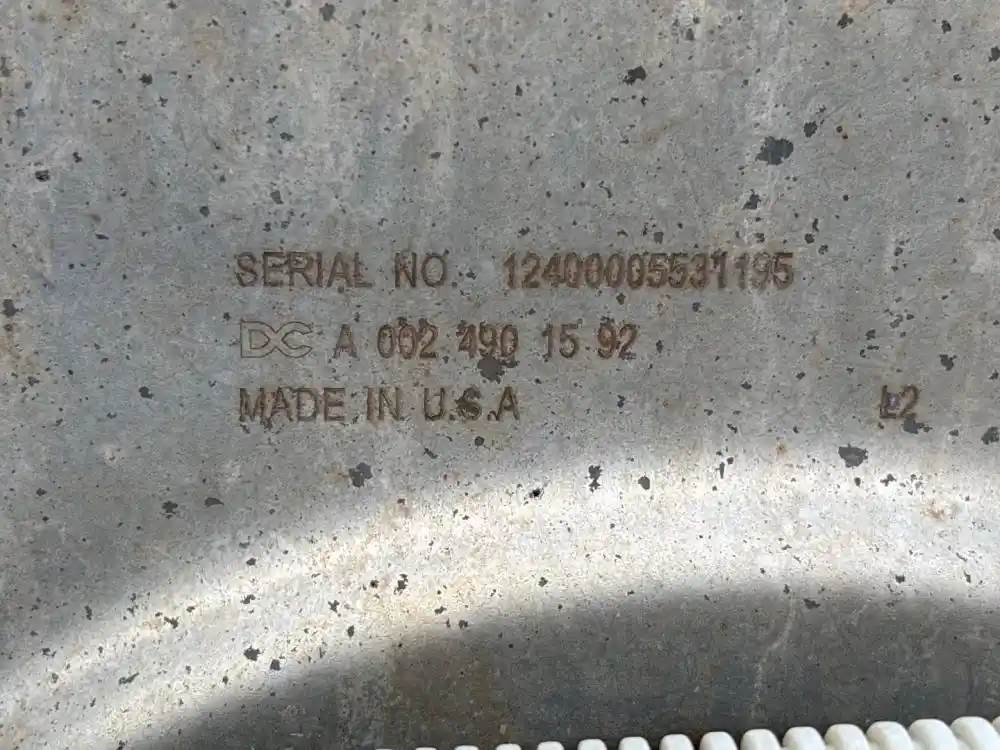 SERIAL NO. 12400005531195
DC A 002 490 15 92
MADE IN U.S.A L2